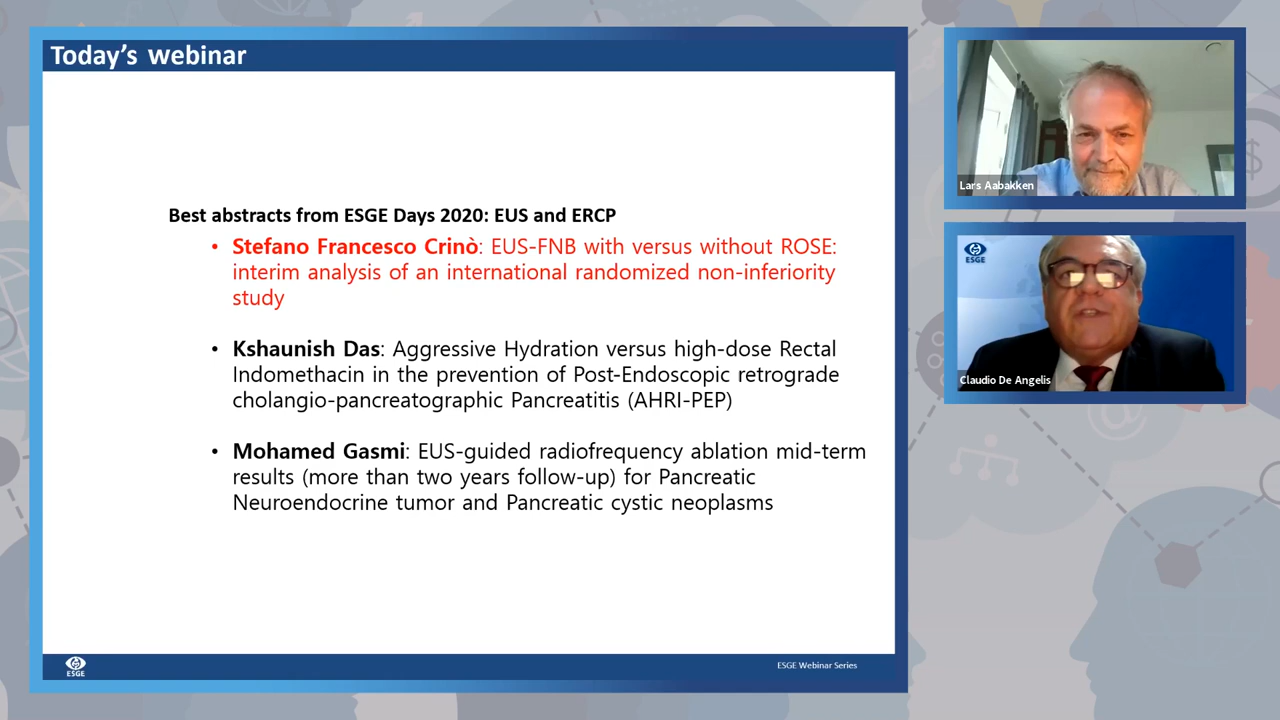 Today's webinar
Best abstracts from ESGE Days 2020: EUS and ERCP
• Stefano Francesco Crinò: EUS-FNB with versus without ROSE:
interim analysis of an international randomized non-inferiority
study
• Kshaunish Das: Aggressive Hydration versus high-dose Rectal
Indomethacin in the prevention of Post-Endoscopic retrograde
cholangio-pancreatographic Pancreatitis (AHRI-PEP)
• Mohamed Gasmi: EUS-guided radiofrequency ablation mid-term
results (more than two years follow-up) for Pancreatic
Neuroendocrine tumor and Pancreatic cystic neoplasms
ESGE
ESGE Webinar Series
Lars Aabakken
ESGE
Claudio De Angelis